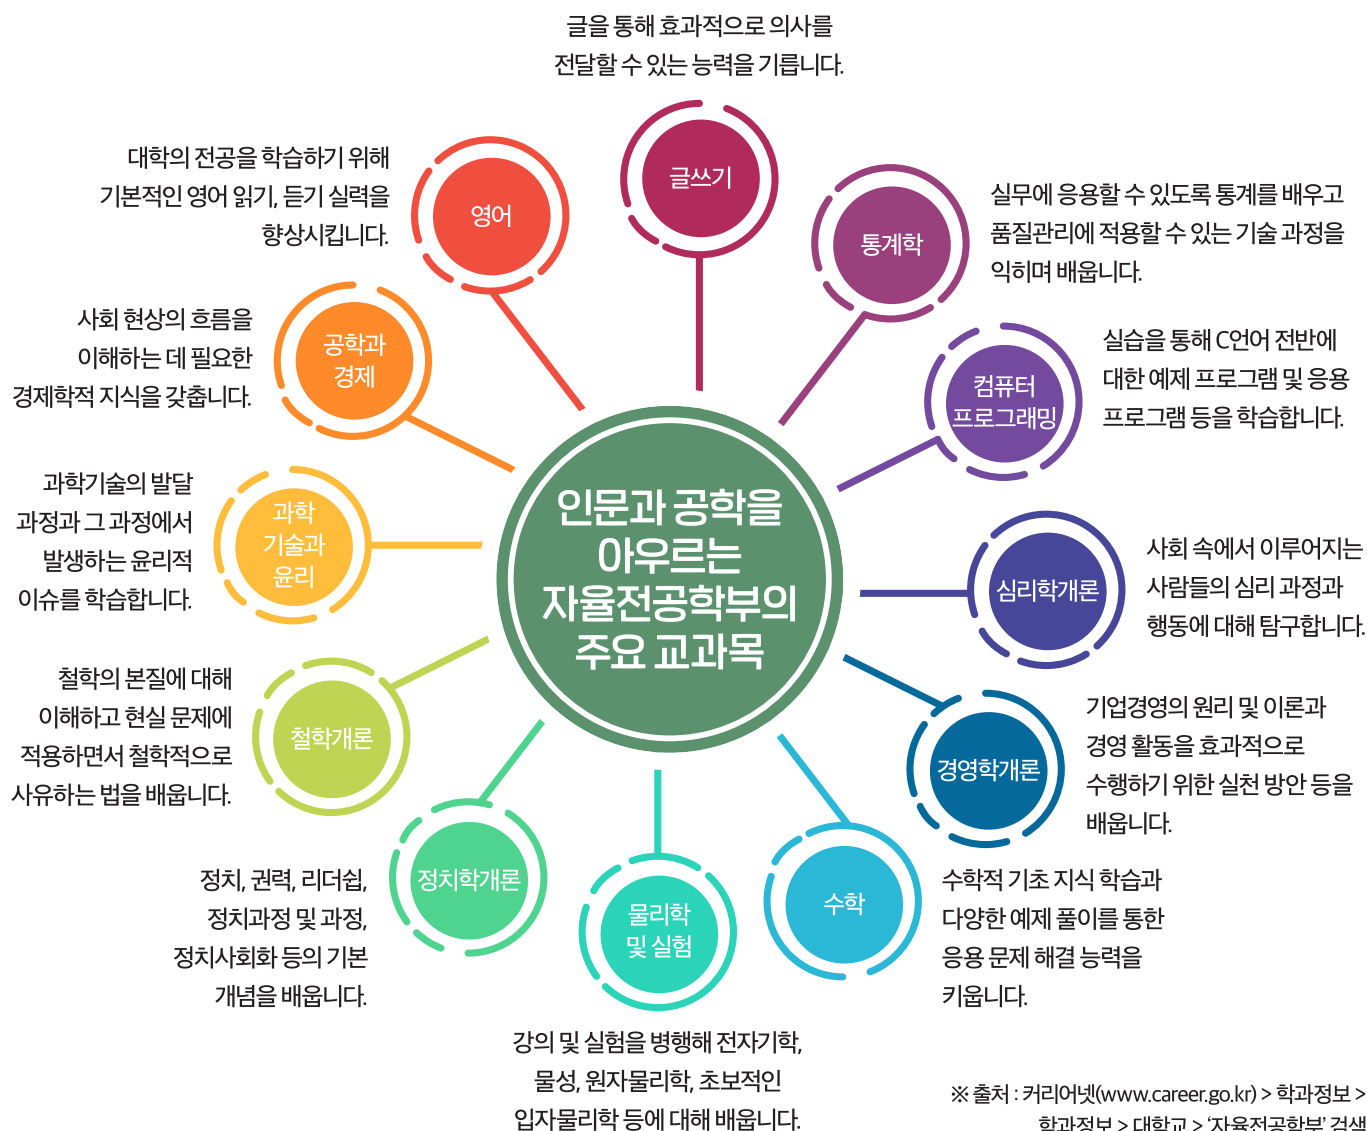 글을 통해 효과적으로 의사를
전달할 수 있는 능력을 기릅니다.
글쓰기
대학의 전공을 학습하기 위해
기본적인 영어 읽기, 듣기 실력을
향상시킵니다.
영어
통계학
실무에 응용할 수 있도록 통계를 배우고
품질관리에 적용할 수 있는 기술 과정을
익히며 배웁니다.
사회 현상의 흐름을
이해하는 데 필요한
경제학적 지식을 갖춥니다.
공학과
경제
컴퓨터
프로그래밍
실습을 통해 C언어 전반에
대한 예제 프로그램 및 응용
프로그램 등을 학습합니다.
과학기술의 발달
과정과 그 과정에서
발생하는 윤리적
이슈를 학습합니다.
과학
기술과
윤리
인문과 공학을
아우르는
자율전공학부의
주요 교과목
심리학개론
사회 속에서 이루어지는
사람들의 심리 과정과
행동에 대해 탐구합니다.
철학의 본질에 대해
이해하고 현실 문제에
적용하면서 철학적으로
사유하는 법을 배웁니다.
철학개론
경영학개론
기업경영의 원리 및 이론과
경영 활동을 효과적으로
수행하기 위한 실천 방안 등을
배웁니다.
정치, 권력, 리더쉽,
정치과정 및 과정,
정치사회화 등의 기본
개념을 배웁니다.
정치학개론
물리학
및 실험
강의 및 실험을 병행해 전자기학,
물성, 원자물리학, 초보적인
입자물리학 등에 대해 배웁니다.
수학
수학적 기초 지식 학습과
다양한 예제 풀이를 통한
응용 문제 해결 능력을
키웁니다.
※ 출처 : 커리어넷(www.career.go.kr) > 학과정보 >
학과정보 > 대학교 > ‘자율전공학부’ 검색